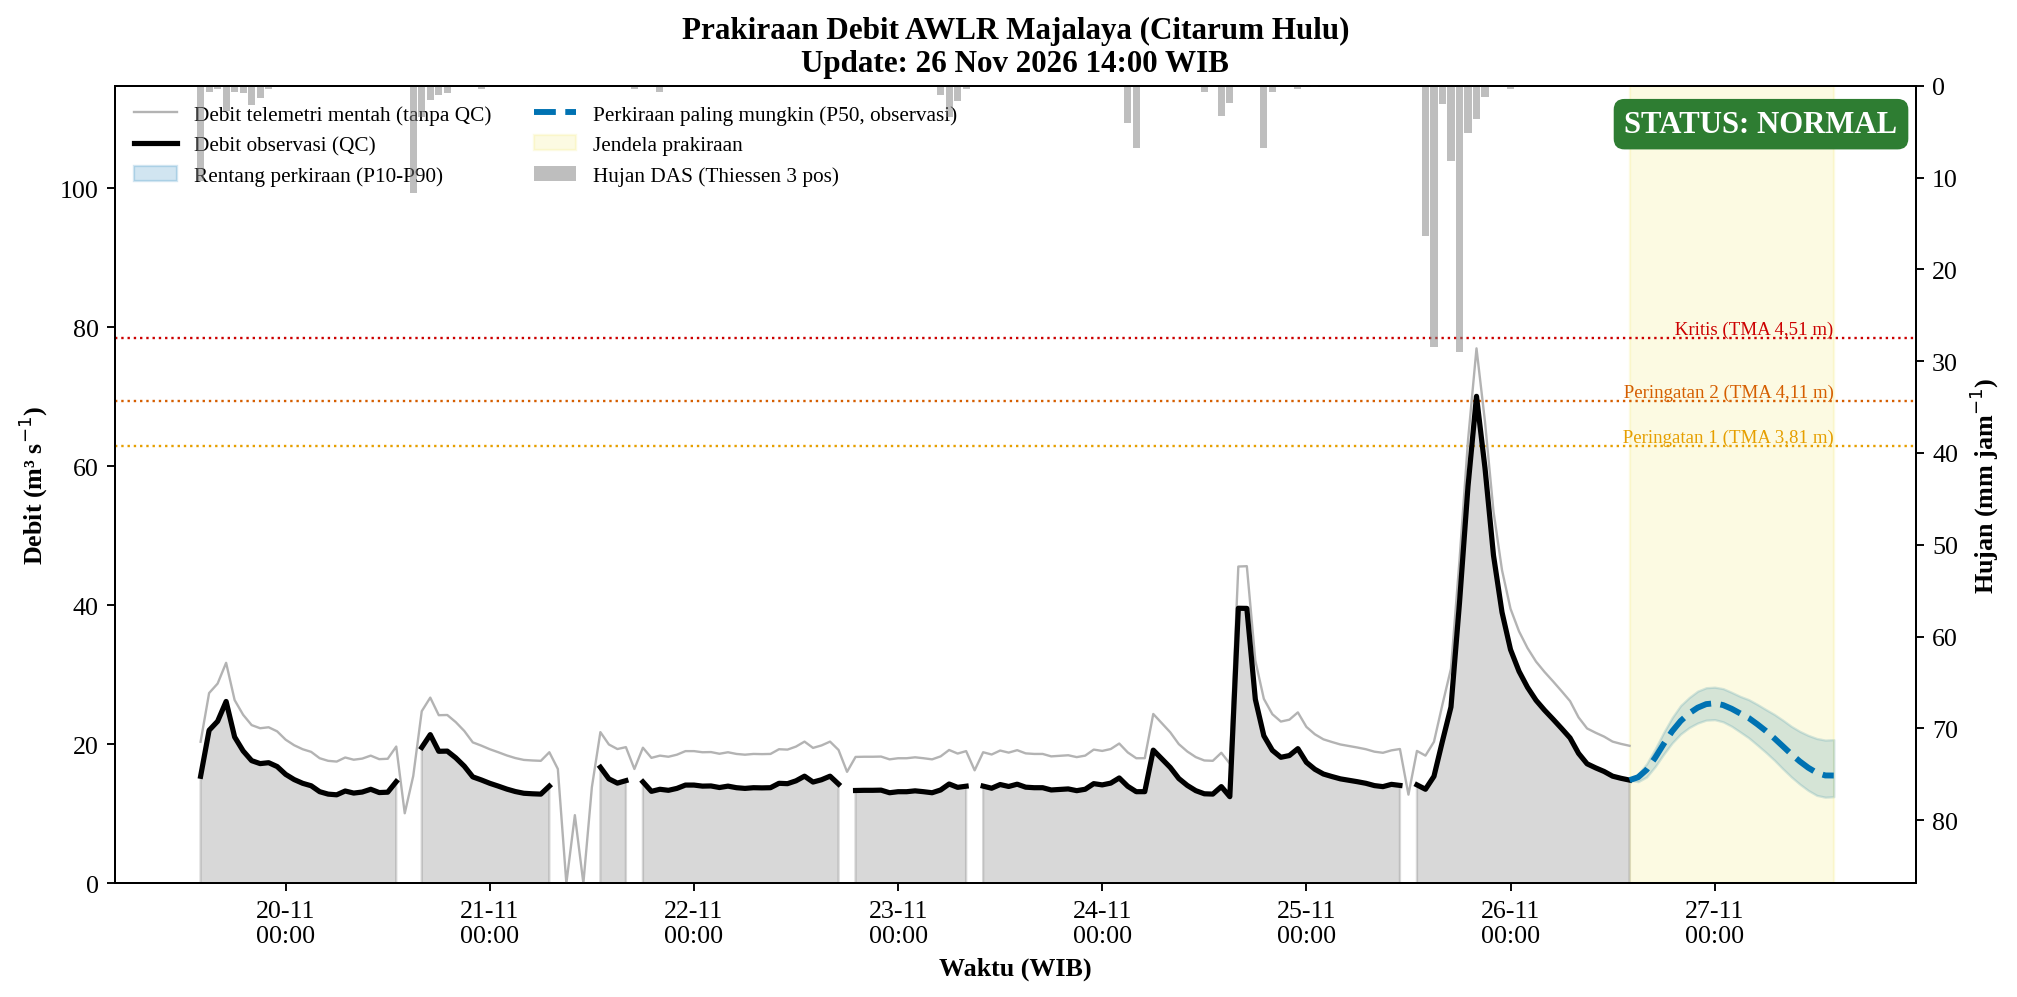 Prakiraan Debit AWLR Majalaya (Citarum Hulu)
Update: 26 Nov 2026 14:00 WIB
Debit telemetri mentah (tanpa QC)
Debit observasi (QC)
Rentang perkiraan (P10-P90)
Perkiraan paling mungkin (P50, observasi)
Jendela prakiraan
Hujan DAS (Thiessen 3 pos)
STATUS: NORMAL
Kritis (TMA 4,51 m)
Peringatan 2 (TMA 4,11 m)
Peringatan 1 (TMA 3,81 m)
Debit (m³ s⁻¹)
100
80
60
40
20
0
Hujan (mm jam⁻¹)
0
10
20
30
40
50
60
70
80
20-11
00:00
21-11
00:00
22-11
00:00
23-11
00:00
24-11
00:00
25-11
00:00
26-11
00:00
27-11
00:00
Waktu (WIB)